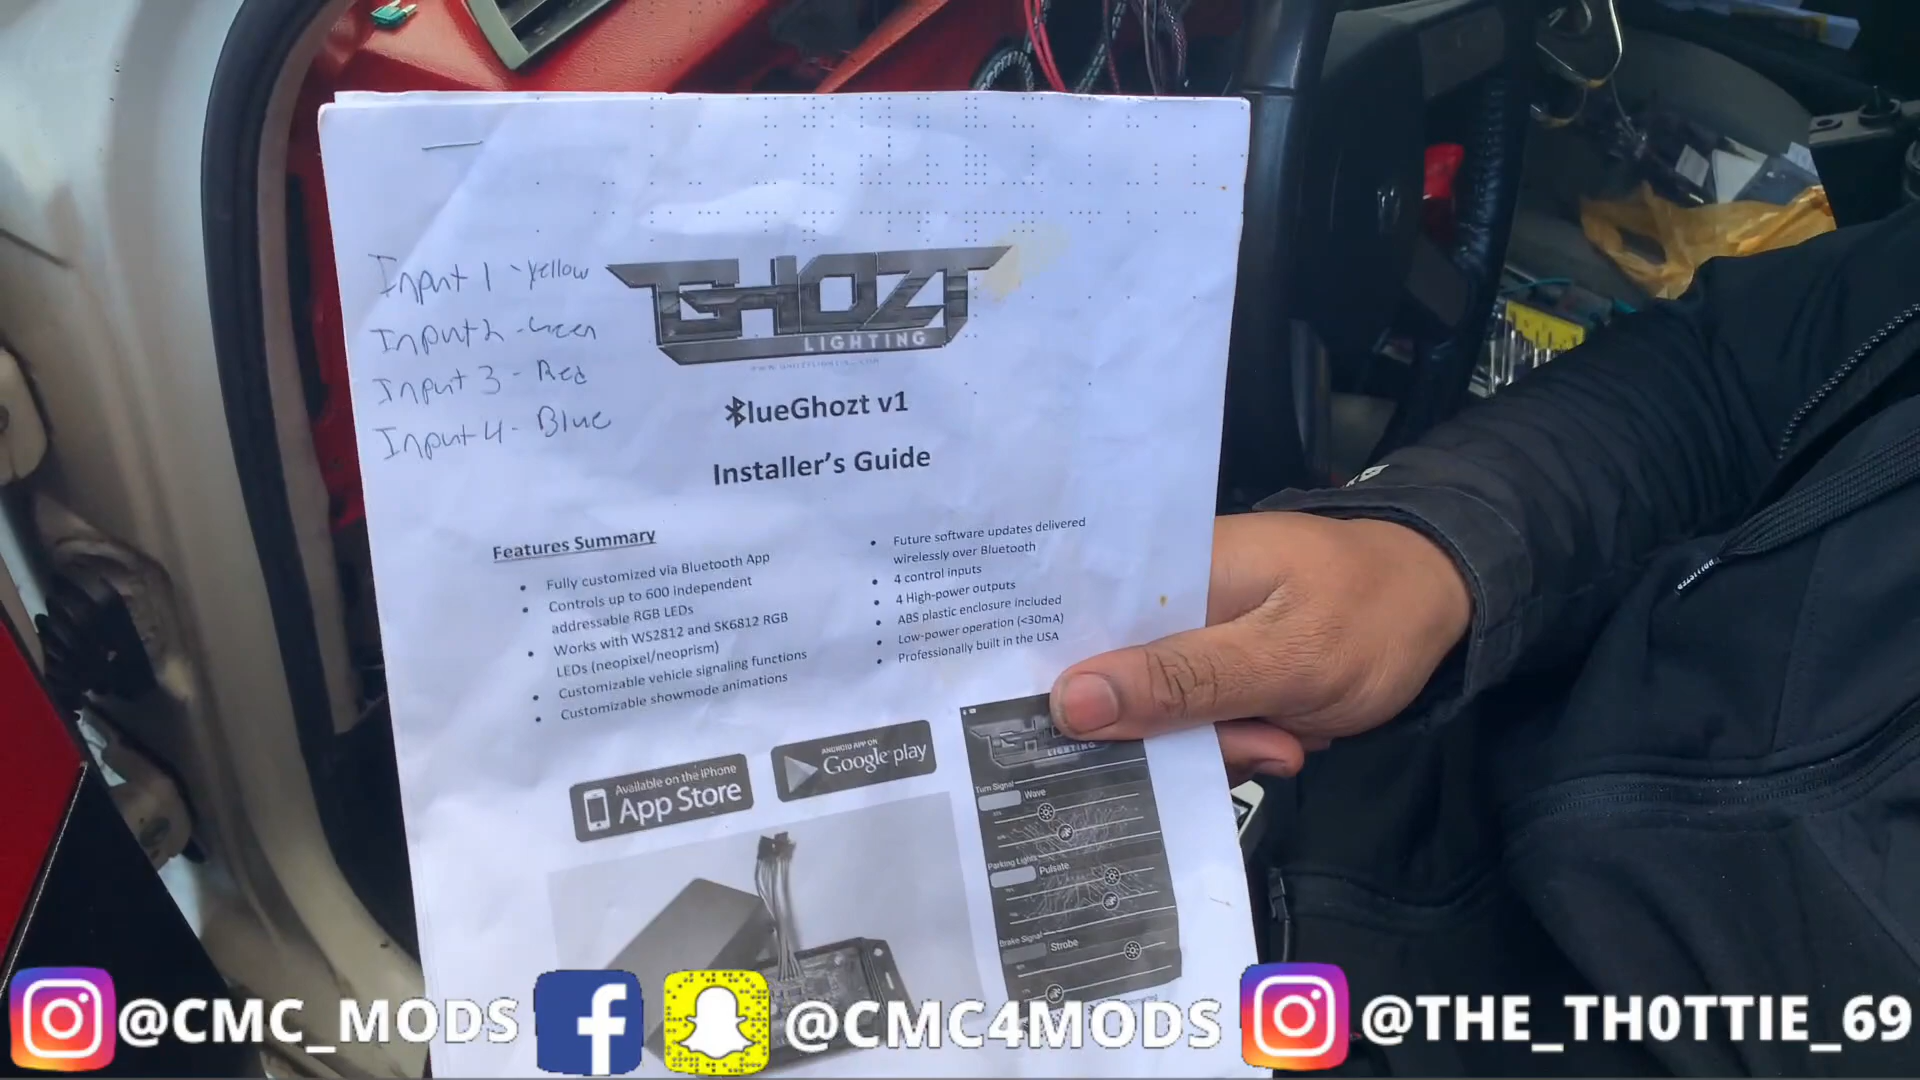 Input 1 - Yellow
Input 2 - Green
Input 3 - Red
Input 4 - Blue
GHOZT
LIGHTING
BlueGhozt v1
Installer's Guide
Features Summary
• Fully customized via Bluetooth App
• Controls up to 600 independent
addressable RGB LEDs
• Works with WS2812 and SK6812 RGB
LEDs (neopixel/neoprism)
• Customizable vehicle signaling functions
• Customizable showmode animations
• Future software updates delivered
wirelessly over Bluetooth
• 4 control inputs
• 4 High-power outputs
• ABS plastic enclosure included
• Low-power operation (<30mA)
• Professionally built in the USA
Available on the iPhone
App Store
ANDROID APP ON
Google play
LIGHTING
Turn Signal
Wave
Parking Lights
Pulsate
Brake Signal
Strobe
@CMC_MODS
@CMC4MODS
@THE_TH0TTIE_69